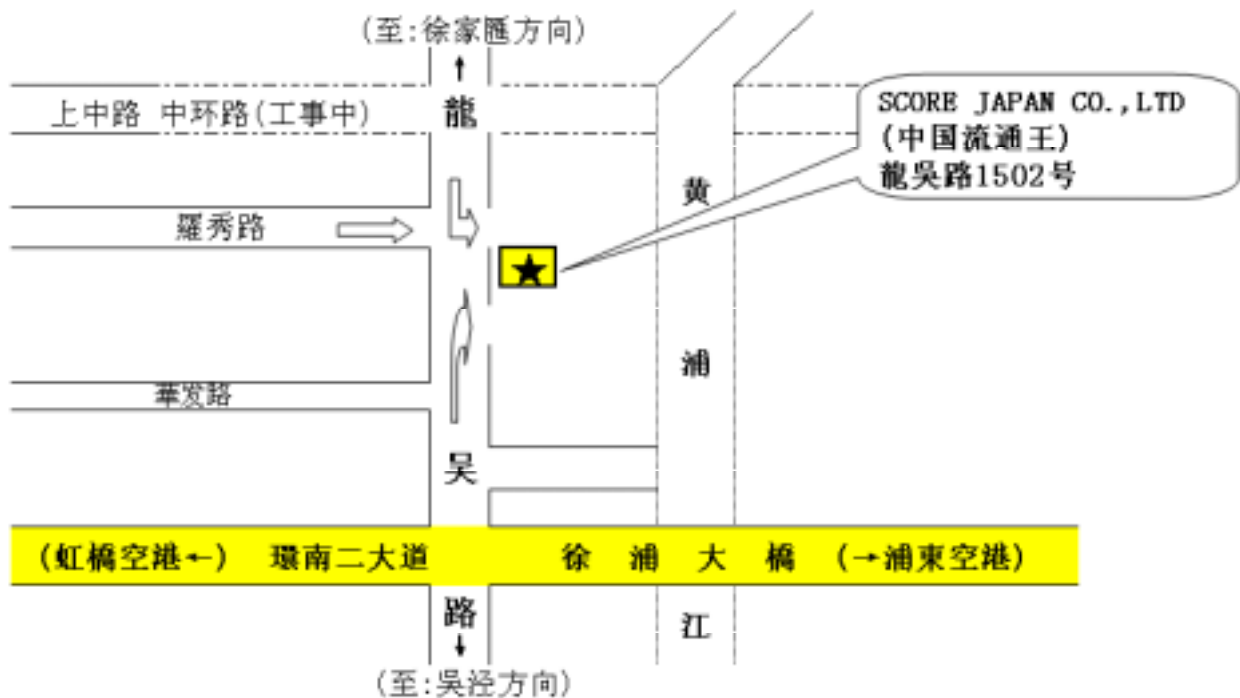 (至:徐家匯方向)
上中路 中环路(工事中)
SCORE JAPAN CO.,LTD
(中国流通王)
龍吳路1502号
羅秀路
華发路
龍吴路
黄浦江
(虹橋空港←) 環南二大道 徐浦大橋 (→浦東空港)
(至:吳泾方向)